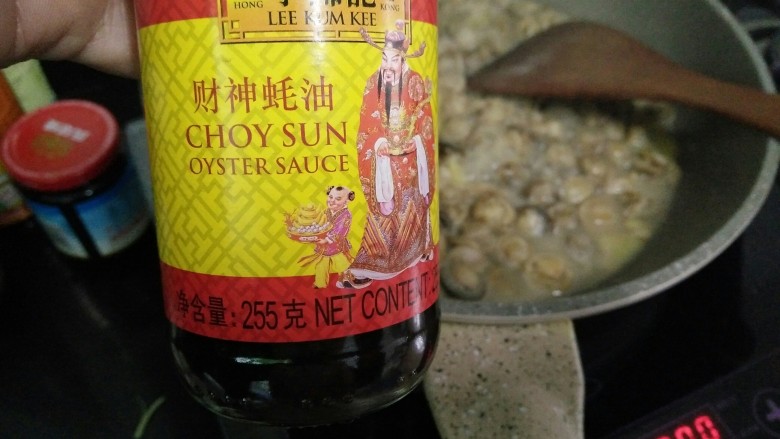 HONG KONG
LEE KUM KEE
财神蚝油
CHOY SUN
OYSTER SAUCE
净含量: 255克 NET CONTENT: